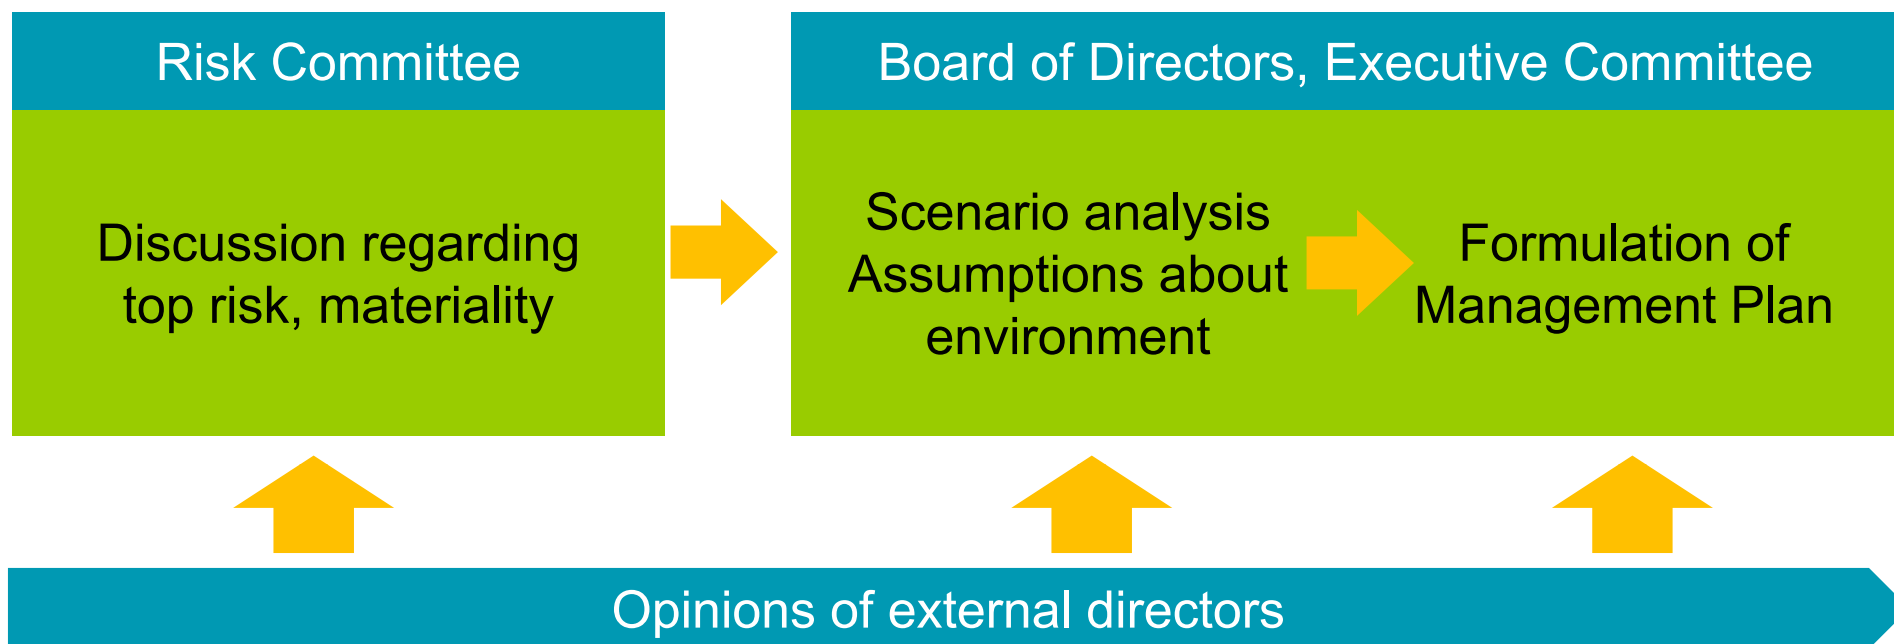 Risk Committee
Discussion regarding
top risk, materiality
Board of Directors, Executive Committee
Scenario analysis
Assumptions about
environment
Formulation of
Management Plan
Opinions of external directors